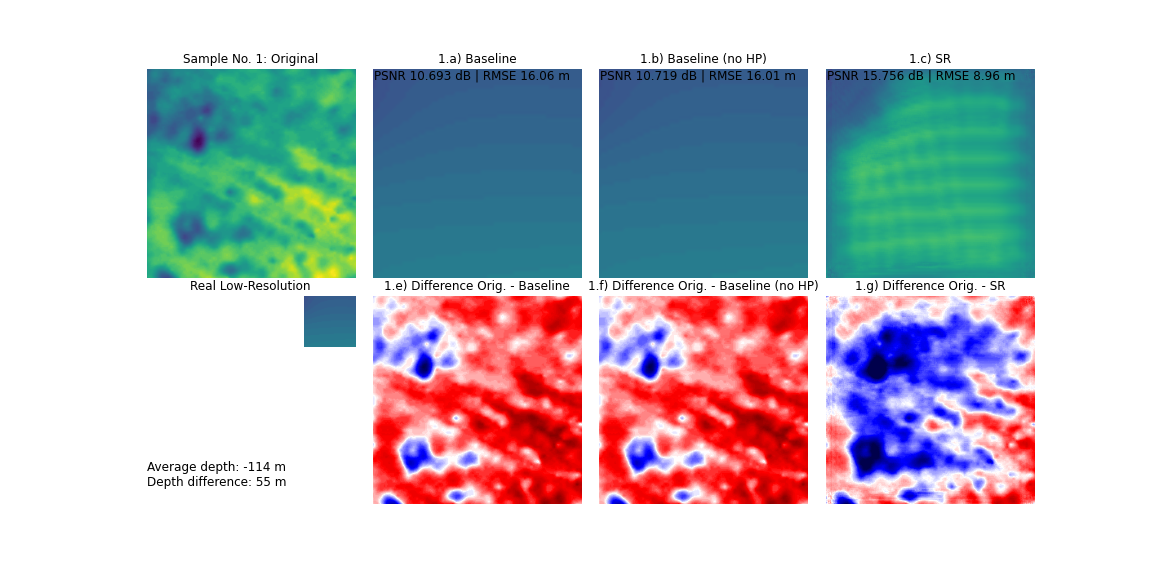 Sample No. 1: Original
1.a) Baseline
1.b) Baseline (no HP)
1.c) SR
PSNR 10.693 dB | RMSE 16.06 m
PSNR 10.719 dB | RMSE 16.01 m
PSNR 15.756 dB | RMSE 8.96 m
Real Low-Resolution
1.e) Difference Orig. - Baseline
1.f) Difference Orig. - Baseline (no HP)
1.g) Difference Orig. - SR
Average depth: -114 m
Depth difference: 55 m